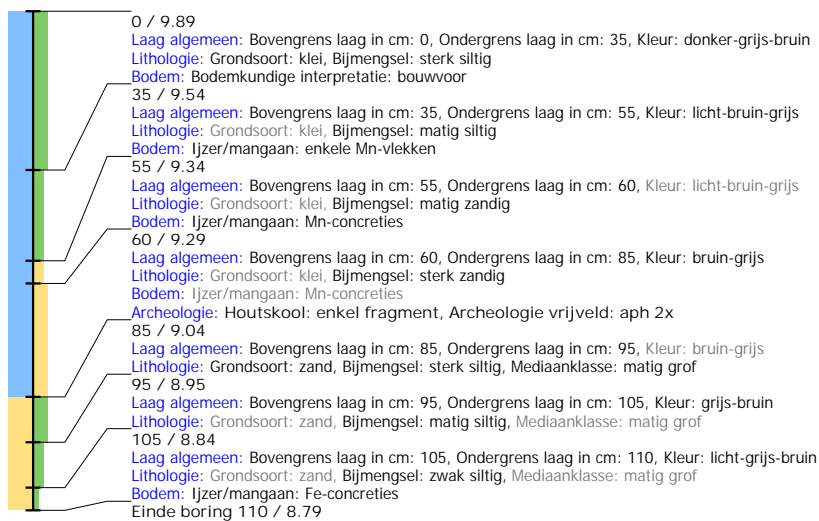 0 / 9.89
Laag algemeen: Bovengrens laag in cm: 0, Ondergrens laag in cm: 35, Kleur: donker-grijs-bruin
Lithologie: Grondsoort: klei, Bijmengsel: sterk siltig
Bodem: Bodemkundige interpretatie: bouwvoor
35 / 9.54
Laag algemeen: Bovengrens laag in cm: 35, Ondergrens laag in cm: 55, Kleur: licht-bruin-grijs
Lithologie: Grondsoort: klei, Bijmengsel: matig siltig
Bodem: Ijzer/mangaan: enkele Mn-vlekken
55 / 9.34
Laag algemeen: Bovengrens laag in cm: 55, Ondergrens laag in cm: 60, Kleur: licht-bruin-grijs
Lithologie: Grondsoort: klei, Bijmengsel: matig zandig
Bodem: Ijzer/mangaan: Mn-concreties
60 / 9.29
Laag algemeen: Bovengrens laag in cm: 60, Ondergrens laag in cm: 85, Kleur: bruin-grijs
Lithologie: Grondsoort: klei, Bijmengsel: sterk zandig
Bodem: Ijzer/mangaan: Mn-concreties
Archeologie: Houtskool: enkel fragment, Archeologie vrijveld: aph 2x
85 / 9.04
Laag algemeen: Bovengrens laag in cm: 85, Ondergrens laag in cm: 95, Kleur: bruin-grijs
Lithologie: Grondsoort: zand, Bijmengsel: sterk siltig, Mediaanklasse: matig grof
95 / 8.95
Laag algemeen: Bovengrens laag in cm: 95, Ondergrens laag in cm: 105, Kleur: grijs-bruin
Lithologie: Grondsoort: zand, Bijmengsel: matig siltig, Mediaanklasse: matig grof
105 / 8.84
Laag algemeen: Bovengrens laag in cm: 105, Ondergrens laag in cm: 110, Kleur: licht-grijs-bruin
Lithologie: Grondsoort: zand, Bijmengsel: zwak siltig, Mediaanklasse: matig grof
Bodem: Ijzer/mangaan: Fe-concreties
Einde boring 110 / 8.79